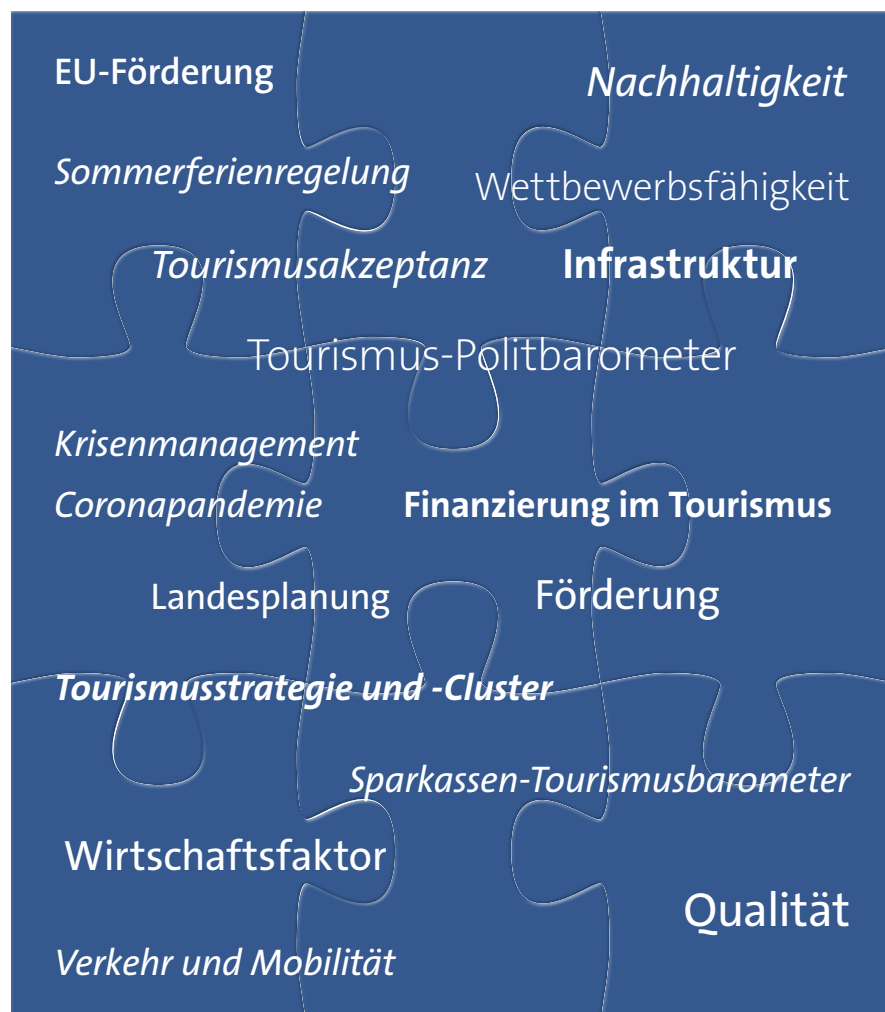 EU-Förderung
Nachhaltigkeit
Sommerferienregelung
Wettbewerbsfähigkeit
Tourismusakzeptanz
Infrastruktur
Tourismus-Politbarometer
Krisenmanagement
Coronapandemie
Finanzierung im Tourismus
Landesplanung
Förderung
Tourismusstrategie und -Cluster
Sparkassen-Tourismusbarometer
Wirtschaftsfaktor
Qualität
Verkehr und Mobilität